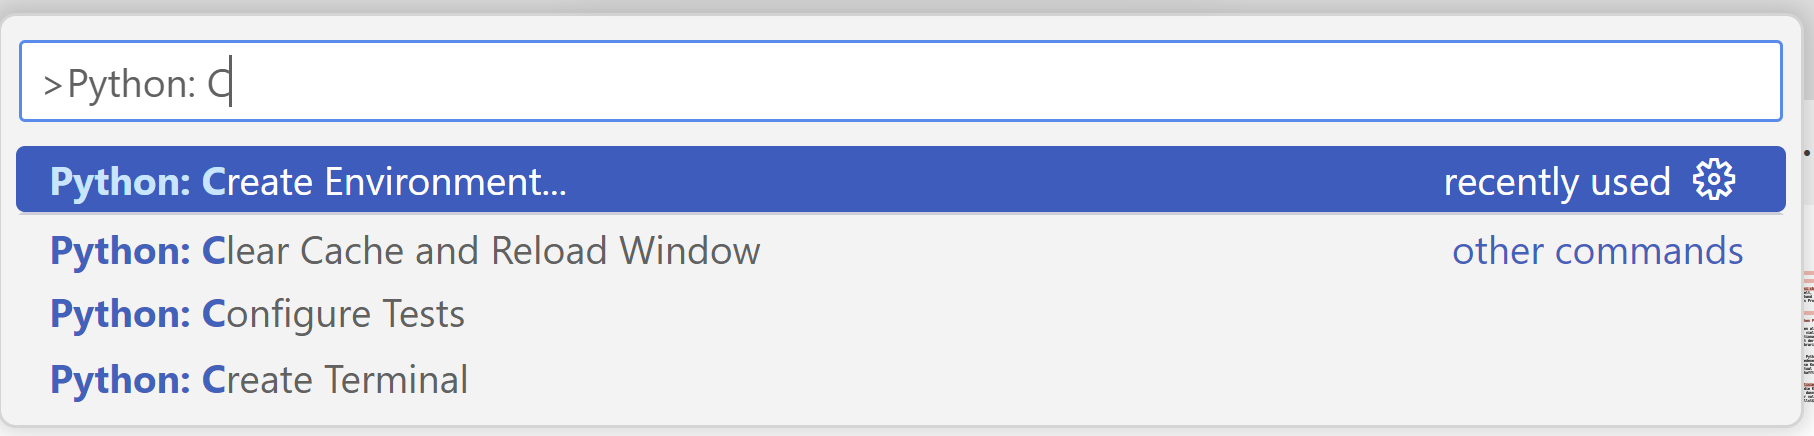 >Python: C
Python: Create Environment... recently used
Python: Clear Cache and Reload Window other commands
Python: Configure Tests
Python: Create Terminal